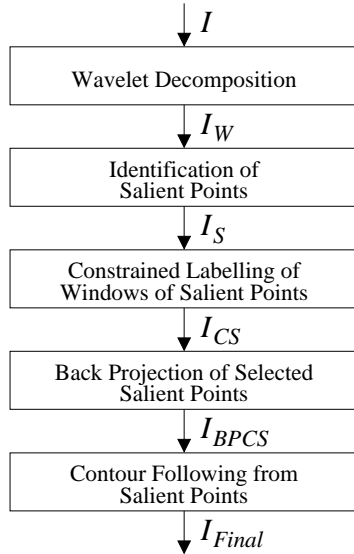 I
Wavelet Decomposition
I_W
Identification of
Salient Points
I_S
Constrained Labelling of
Windows of Salient Points
I_CS
Back Projection of Selected
Salient Points
I_BPCS
Contour Following from
Salient Points
I_Final